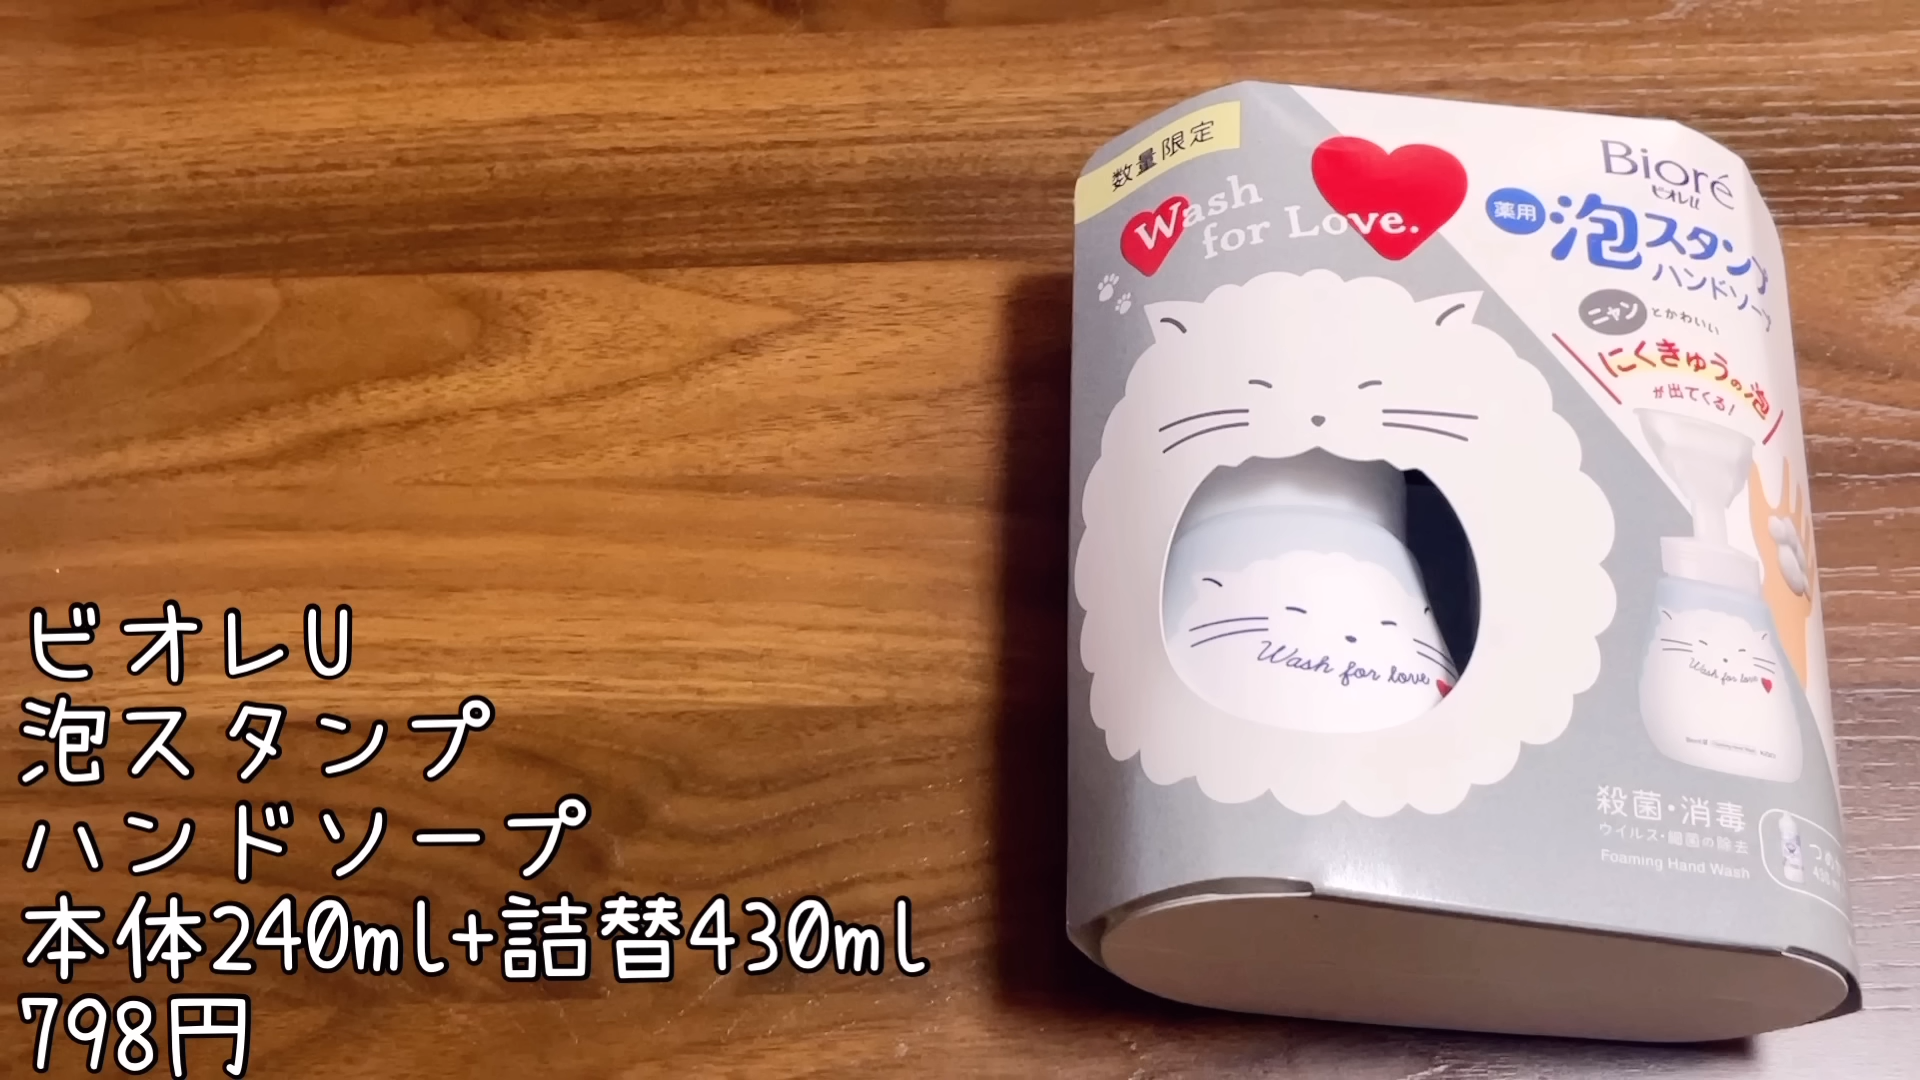 数量限定
Wash
for Love.
Bioré
ビオレu
薬用
泡スタンプ
ハンドソープ
ニャンとかわいい
にくきゅうの泡
が出てくる!
Wash for love
Wash for love
殺菌・消毒
ウイルス・細菌の除去
Foaming Hand Wash
ビオレU
泡スタンプ
ハンドソープ
本体240ml+詰替430ml
798円